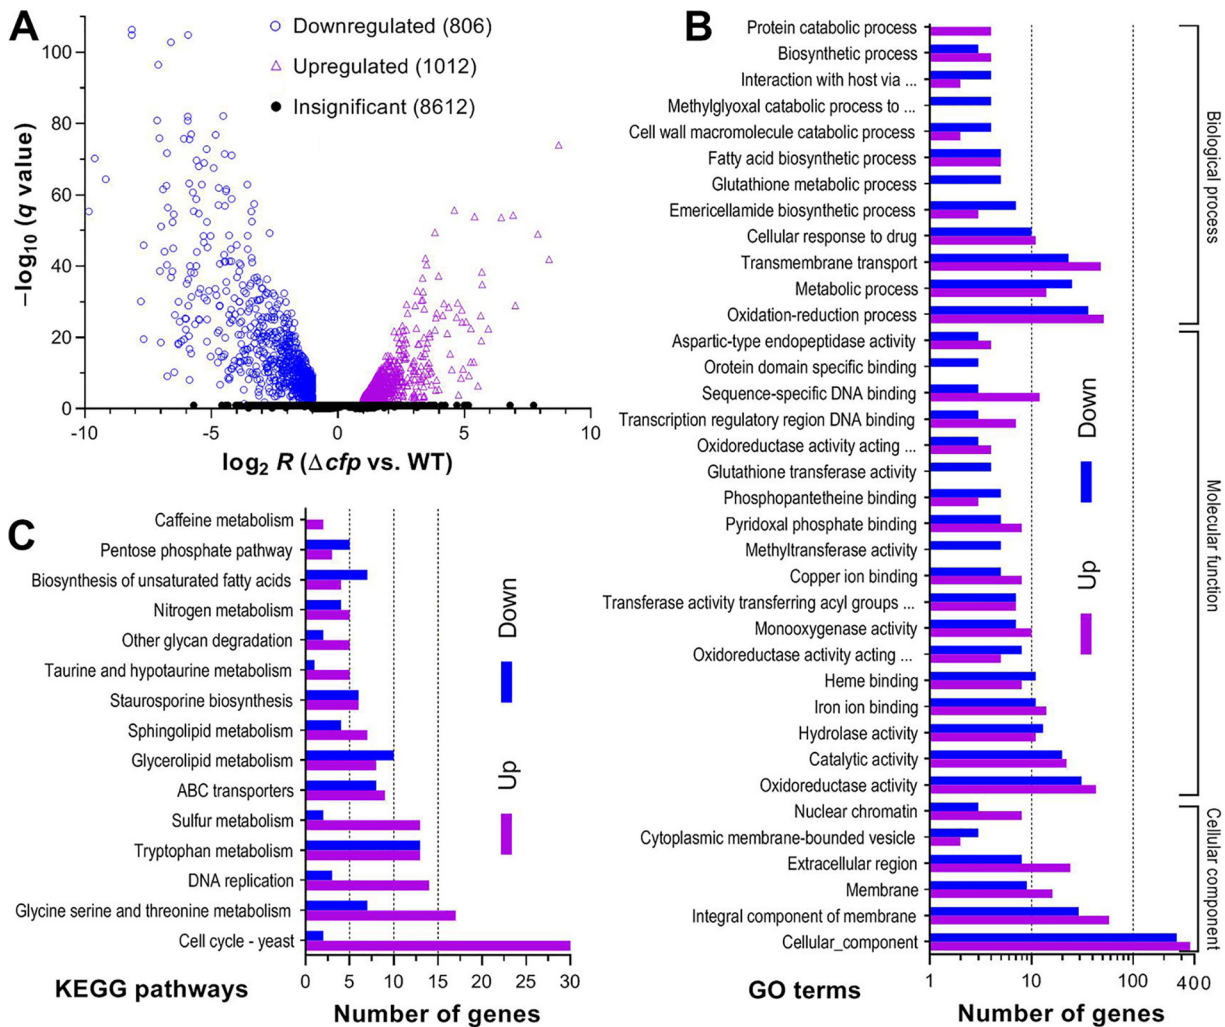 A
Downregulated (806)
Upregulated (1012)
Insignificant (8612)
−log10 (q value)
100
80
60
40
20
0
-10
-5
0
5
10
log2 R (Δcfp vs. WT)
B
Protein catabolic process
Biosynthetic process
Interaction with host via ...
Methylglyoxal catabolic process to ...
Cell wall macromolecule catabolic process
Fatty acid biosynthetic process
Glutathione metabolic process
Emericellamide biosynthetic process
Cellular response to drug
Transmembrane transport
Metabolic process
Oxidation-reduction process
Aspartic-type endopeptidase activity
Orotein domain specific binding
Sequence-specific DNA binding
Transcription regulatory region DNA binding
Oxidoreductase activity acting ...
Glutathione transferase activity
Phosphopantetheine binding
Pyridoxal phosphate binding
Methyltransferase activity
Copper ion binding
Transferase activity transferring acyl groups ...
Monooxygenase activity
Oxidoreductase activity acting ...
Heme binding
Iron ion binding
Hydrolase activity
Catalytic activity
Oxidoreductase activity
Nuclear chromatin
Cytoplasmic membrane-bounded vesicle
Extracellular region
Membrane
Integral component of membrane
Cellular_component
Biological process
Molecular function
Cellular component
Down
Up
1
10
100
400
GO terms
Number of genes
C
Caffeine metabolism
Pentose phosphate pathway
Biosynthesis of unsaturated fatty acids
Nitrogen metabolism
Other glycan degradation
Taurine and hypotaurine metabolism
Staurosporine biosynthesis
Sphingolipid metabolism
Glycerolipid metabolism
ABC transporters
Sulfur metabolism
Tryptophan metabolism
DNA replication
Glycine serine and threonine metabolism
Cell cycle - yeast
Down
Up
0
5
10
15
20
25
30
KEGG pathways
Number of genes